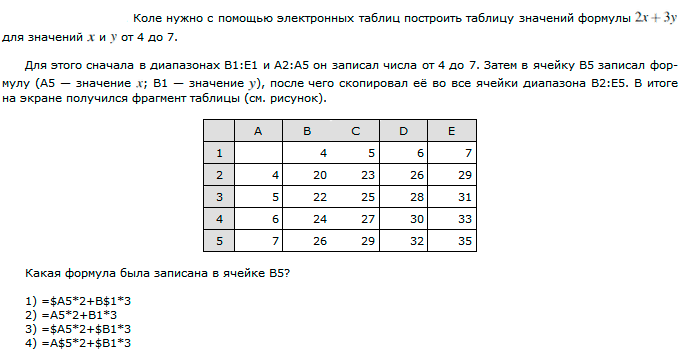 Коле нужно с помощью электронных таблиц построить таблицу значений формулы 2x + 3y
для значений x и y от 4 до 7.
Для этого сначала в диапазонах B1:E1 и A2:A5 он записал числа от 4 до 7. Затем в ячейку B5 записал фор-
мулу (A5 — значение x; B1 — значение y), после чего скопировал её во все ячейки диапазона B2:E5. В итоге
на экране получился фрагмент таблицы (см. рисунок).
A B C D E
1 4 5 6 7
2 4 20 23 26 29
3 5 22 25 28 31
4 6 24 27 30 33
5 7 26 29 32 35
Какая формула была записана в ячейке B5?
1) =$A5*2+B$1*3
2) =A5*2+B1*3
3) =$A5*2+$B1*3
4) =A$5*2+$B1*3